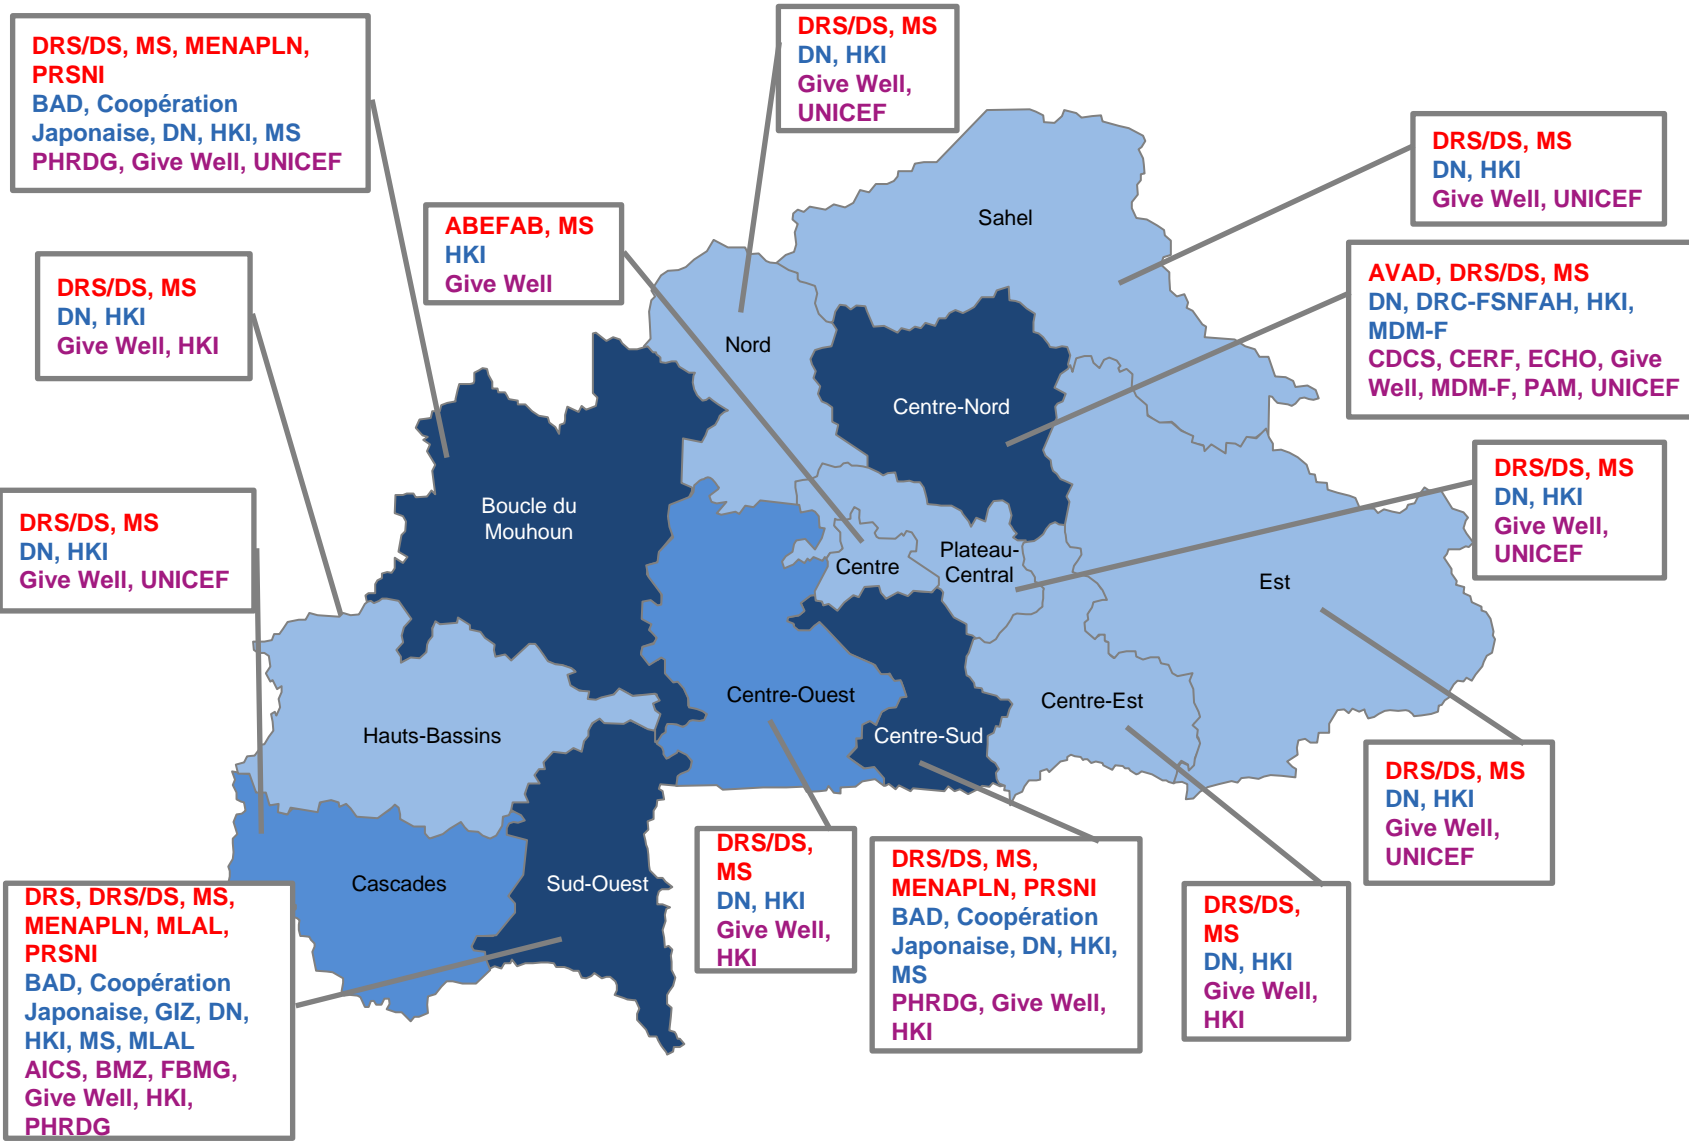 DRS/DS, MS, MENAPLN,
PRSNI
BAD, Coopération
Japonaise, DN, HKI, MS
PHRDG, Give Well, UNICEF
DRS/DS, MS
DN, HKI
Give Well,
UNICEF
DRS/DS, MS
DN, HKI
Give Well, UNICEF
ABEFAB, MS
HKI
Give Well
DRS/DS, MS
DN, HKI
Give Well, HKI
AVAD, DRS/DS, MS
DN, DRC-FSNFAH, HKI,
MDM-F
CDCS, CERF, ECHO, Give
Well, MDM-F, PAM, UNICEF
DRS/DS, MS
DN, HKI
Give Well,
UNICEF
DRS/DS, MS
DN, HKI
Give Well, UNICEF
Sahel
Nord
Centre-Nord
Boucle du
Mouhoun
Plateau-
Central
Centre
Est
Centre-Ouest
Centre-Est
Hauts-Bassins
Centre-Sud
Cascades
Sud-Ouest
DRS/DS, MS
DN, HKI
Give Well,
UNICEF
DRS/DS,
MS
DN, HKI
Give Well,
HKI
DRS/DS, MS,
MENAPLN, PRSNI
BAD, Coopération
Japonaise, DN, HKI,
MS
PHRDG, Give Well,
HKI
DRS/DS,
MS
DN, HKI
Give Well,
HKI
DRS, DRS/DS, MS,
MENAPLN, MLAL,
PRSNI
BAD, Coopération
Japonaise, GIZ, DN,
HKI, MS, MLAL
AICS, BMZ, FBMG,
Give Well, HKI,
PHRDG